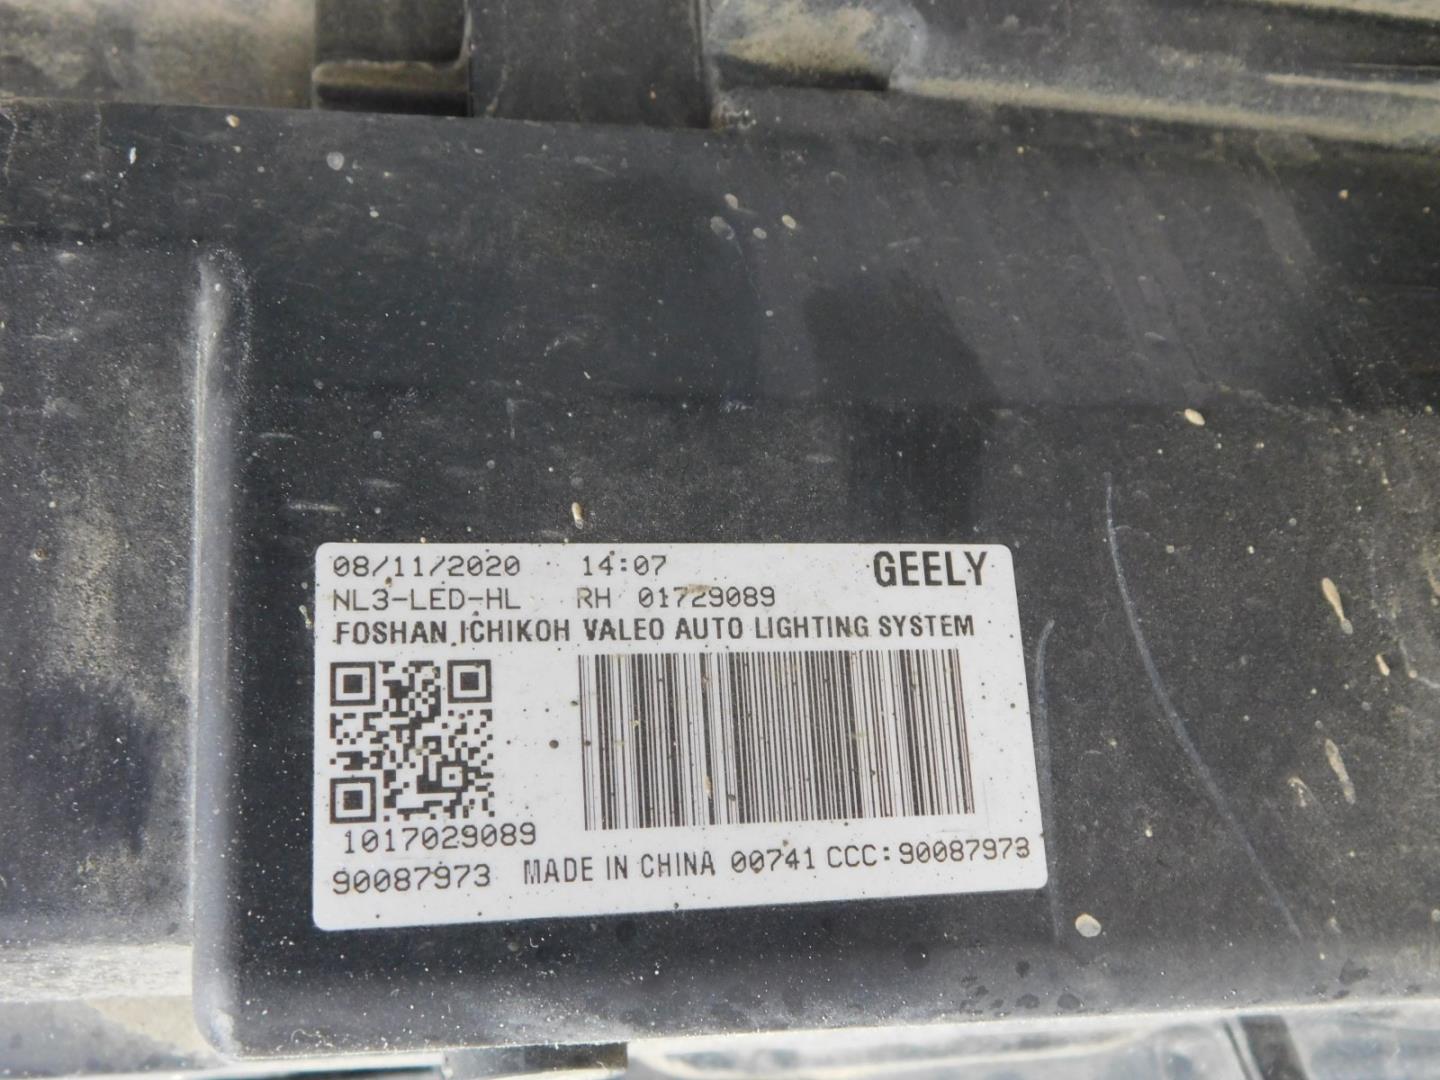 08/11/2020 14:07 GEELY
NL3-LED-HL RH 01729089
FOSHAN ICHIKOH VALEO AUTO LIGHTING SYSTEM
1017029089
90087973 MADE IN CHINA 00741 CCC:90087973